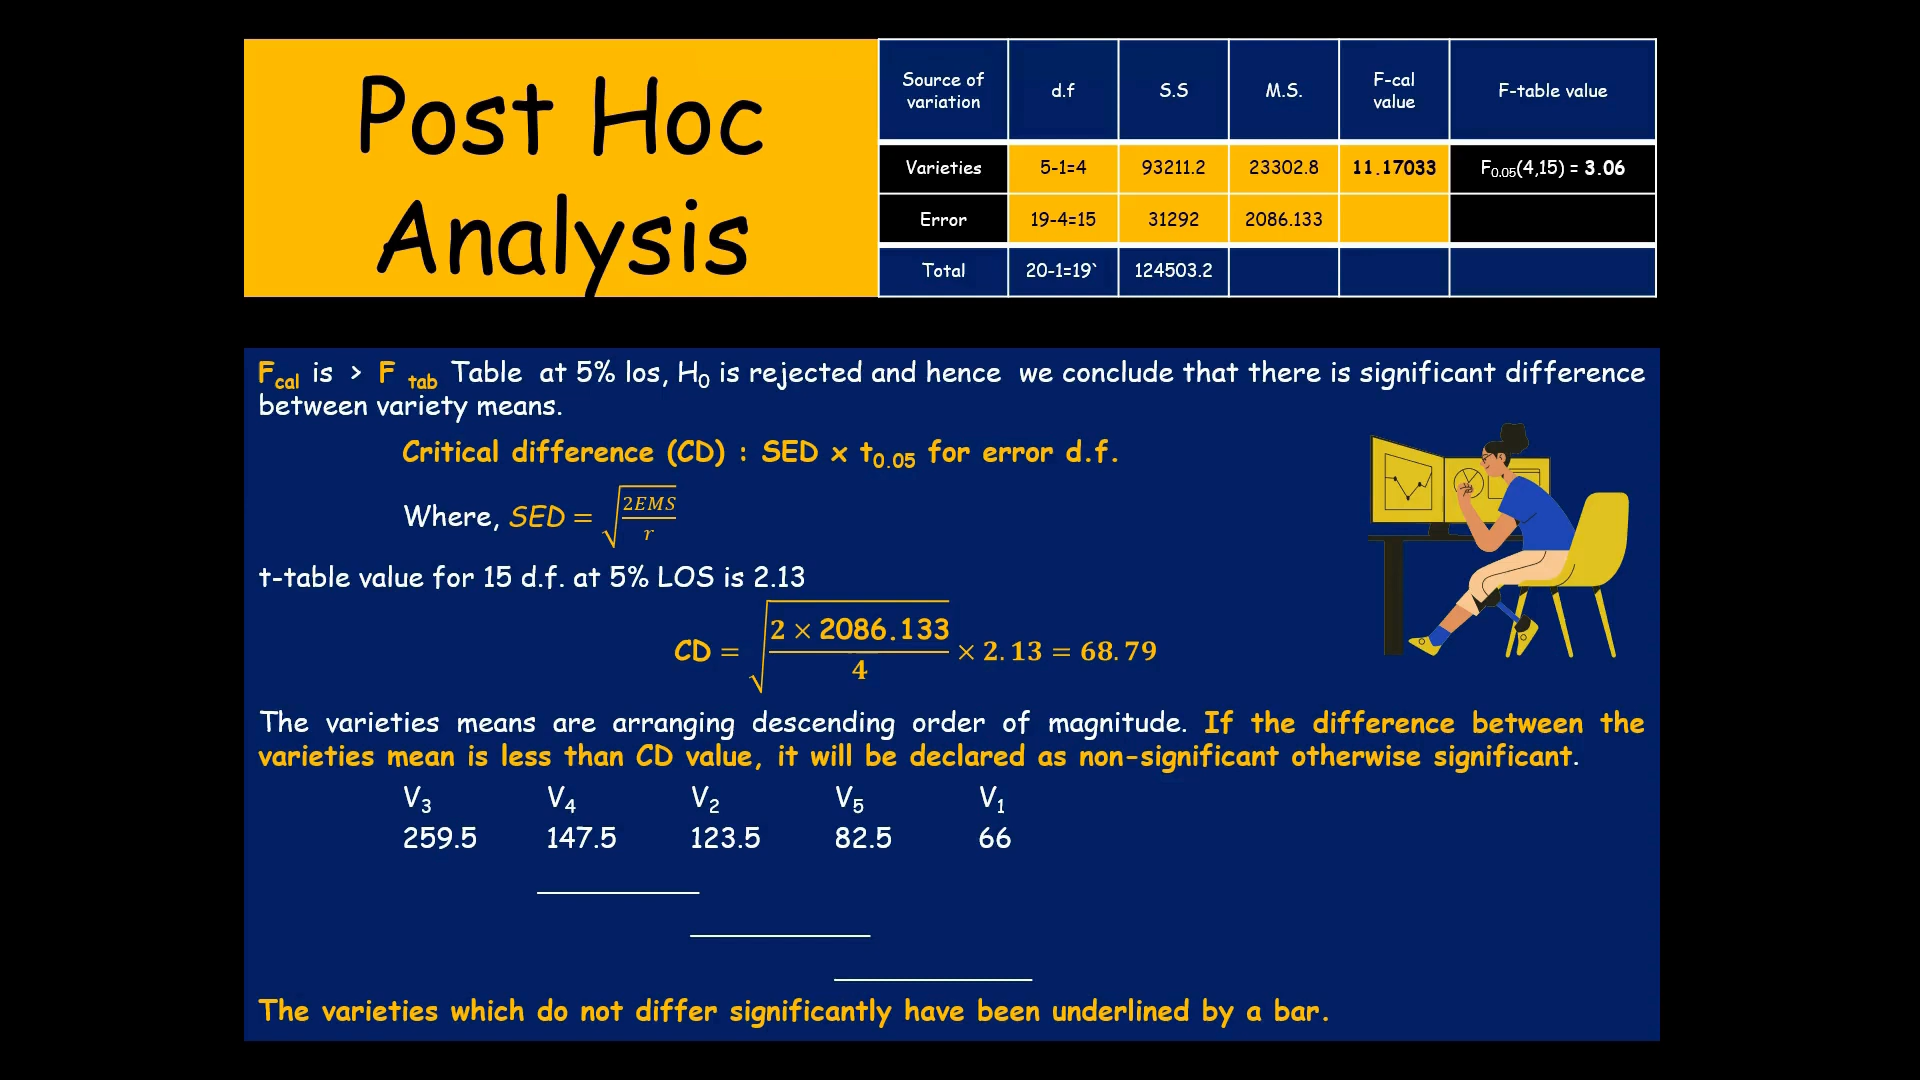 Post Hoc
Analysis
Source of variation d.f S.S M.S. F-cal value F-table value
Varieties 5-1=4 93211.2 23302.8 11.17033 F0.05(4,15) = 3.06
Error 19-4=15 31292 2086.133
Total 20-1=19` 124503.2
Fcal is > F tab Table at 5% los, H0 is rejected and hence we conclude that there is significant difference
between variety means.
Critical difference (CD) : SED x t0.05 for error d.f.
Where, SED = √(2EMS/r)
t-table value for 15 d.f. at 5% LOS is 2.13
CD = √(2 × 2086.133/4) × 2.13 = 68.79
The varieties means are arranging descending order of magnitude. If the difference between the
varieties mean is less than CD value, it will be declared as non-significant otherwise significant.
V3 V4 V2 V5 V1
259.5 147.5 123.5 82.5 66
The varieties which do not differ significantly have been underlined by a bar.